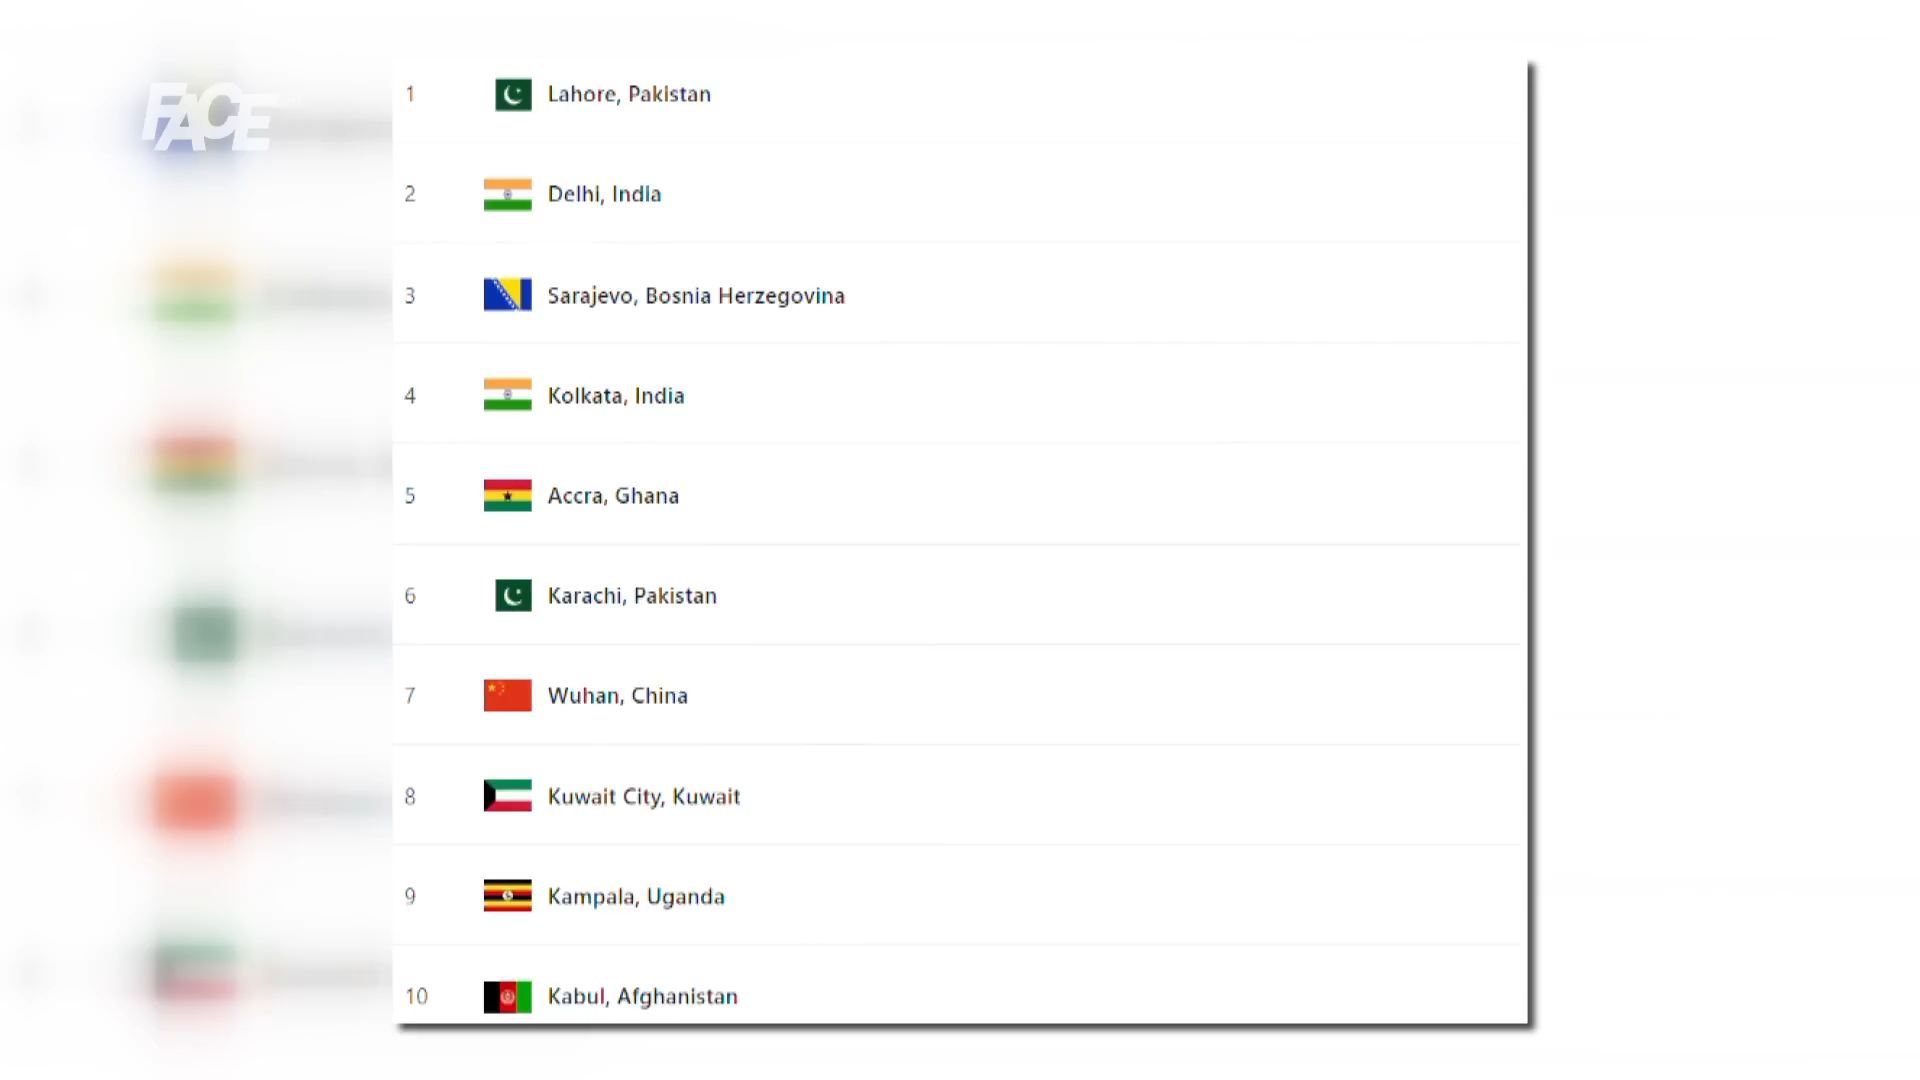 FACE
1 Lahore, Pakistan
2 Delhi, India
3 Sarajevo, Bosnia Herzegovina
4 Kolkata, India
5 Accra, Ghana
6 Karachi, Pakistan
7 Wuhan, China
8 Kuwait City, Kuwait
9 Kampala, Uganda
10 Kabul, Afghanistan